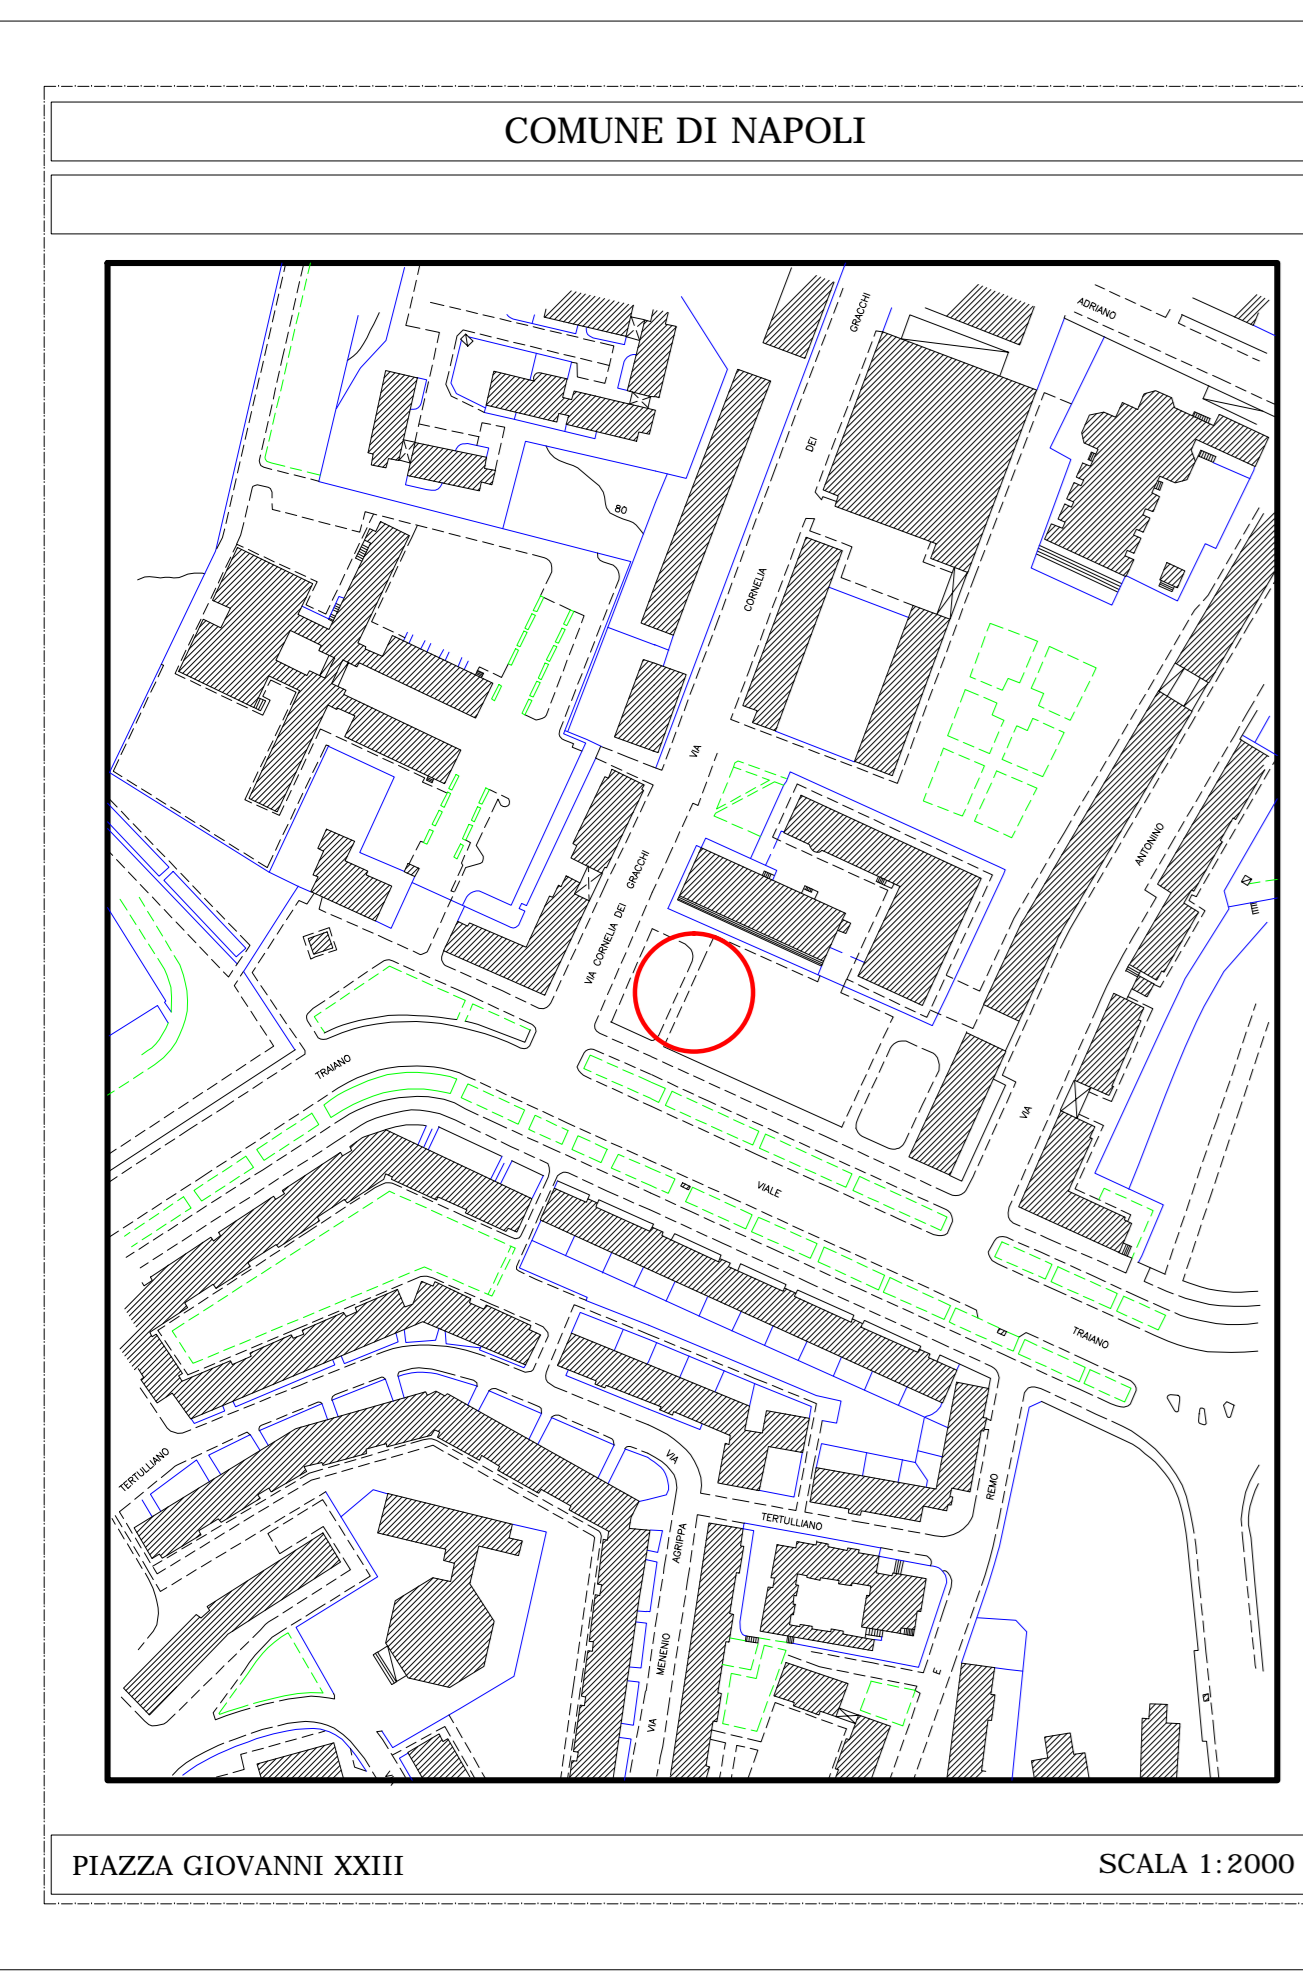 COMUNE DI NAPOLI
ADRIANO
GRACCHI
DEI
80
CORNELIA
VIA
ANTONINO
VIA CORNELIA DEI GRACCHI
TRAIANO
VIA
VIALE
TRAIANO
TERTULLIANO
VIA
REMO
TERTULLIANO
AGRIPPA
MENENIO
E
VIA
PIAZZA GIOVANNI XXIII
SCALA 1:2000